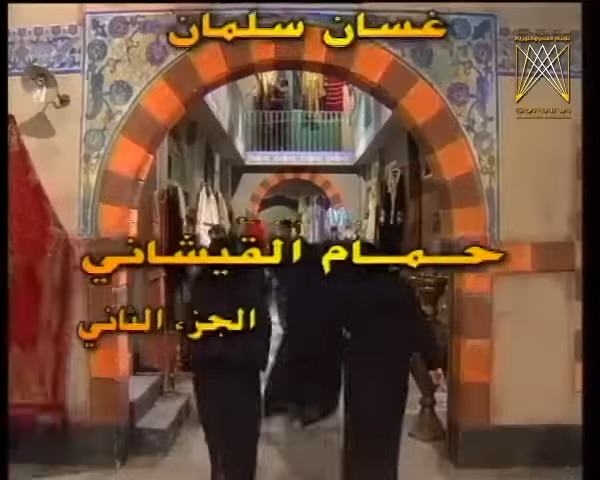 غسان سلمان
حمام القيشاني
الجزء الثاني